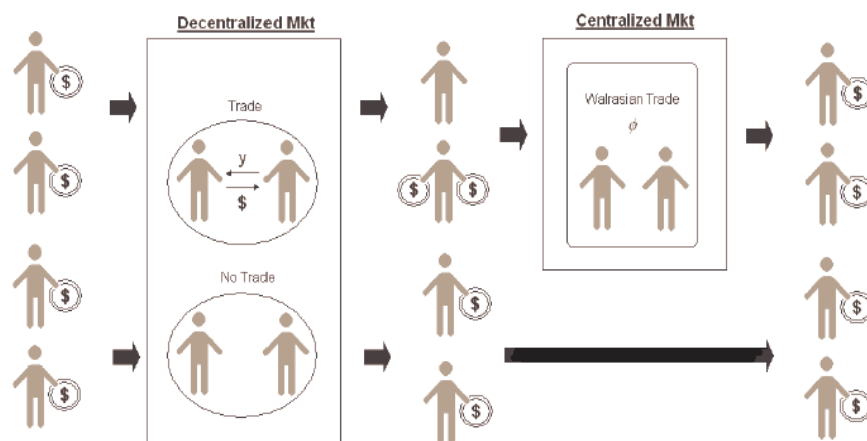 Decentralized Mkt
Centralized Mkt
$
$
$
$
Trade
y
$
No Trade
$
$
$
$
Walrasian Trade
ϕ
$
$
$
$